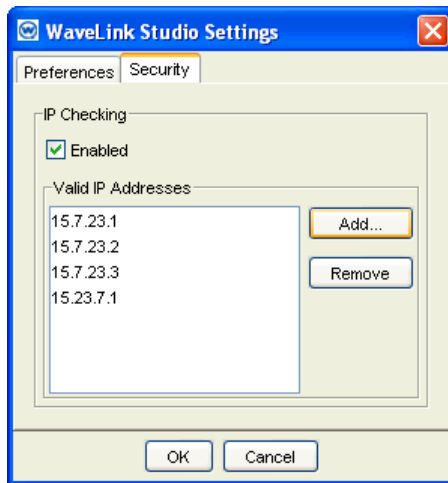 WaveLink Studio Settings
Preferences Security
IP Checking
Enabled
Valid IP Addresses
15.7.23.1
15.7.23.2
15.7.23.3
15.23.7.1
Add...
Remove
OK Cancel